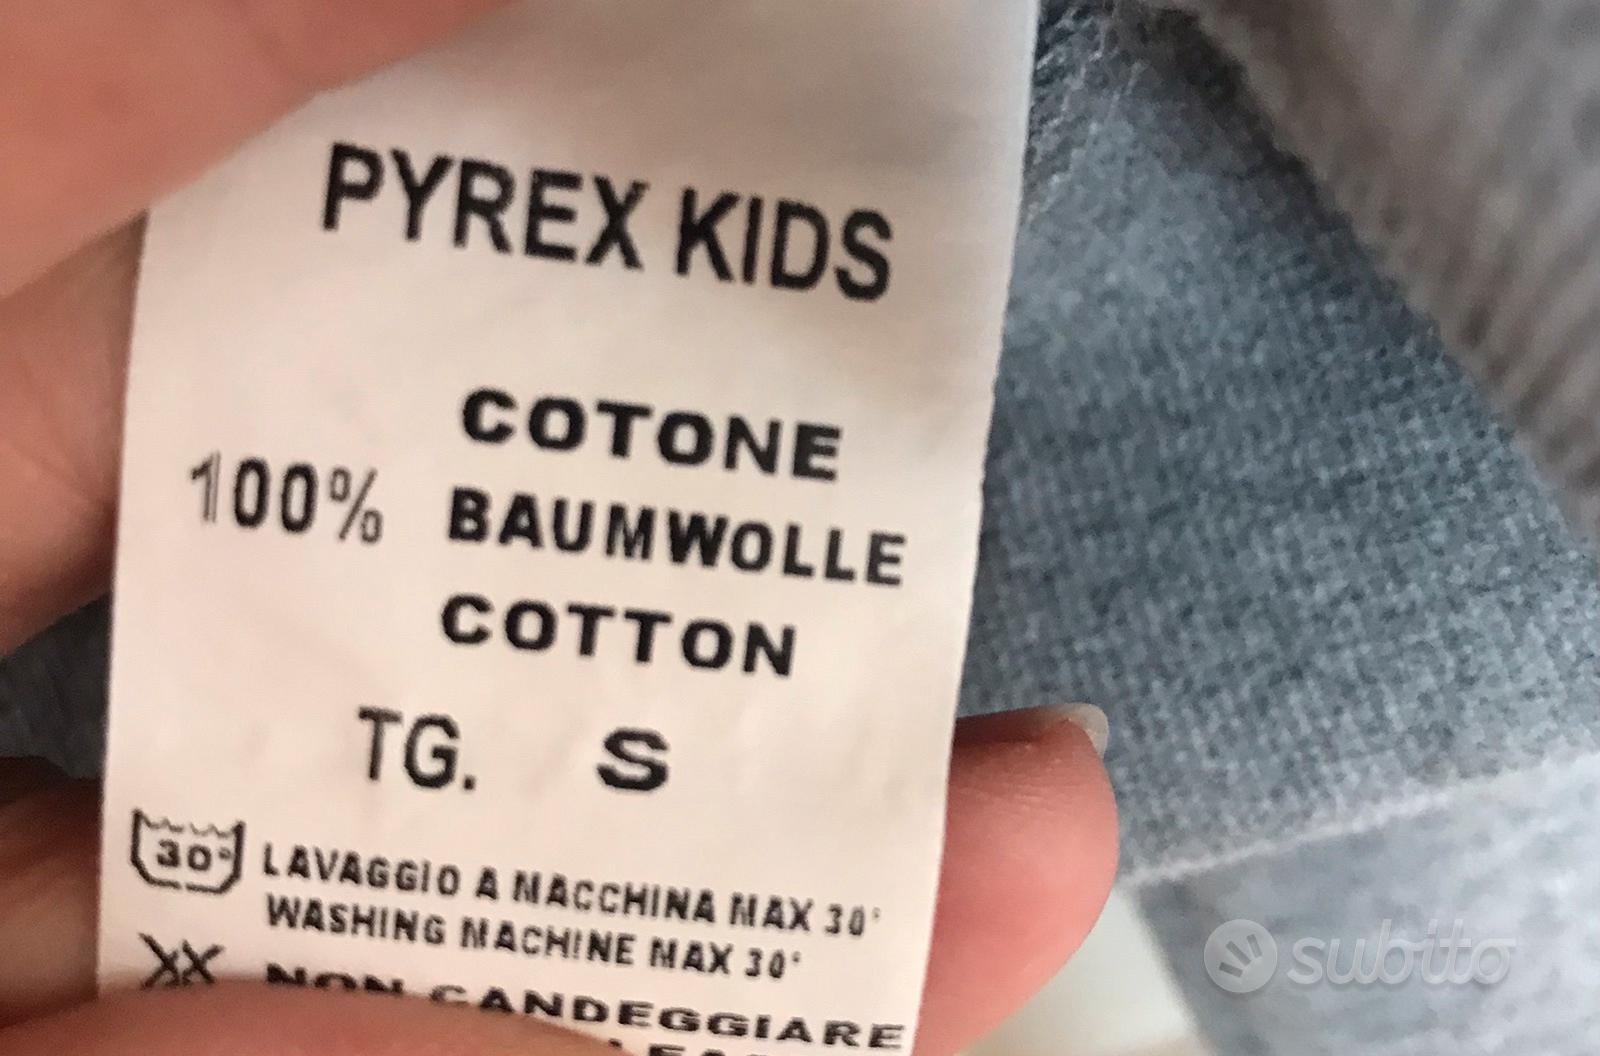 PYREX KIDS
COTONE
100% BAUMWOLLE
COTTON
TG. S
30°
LAVAGGIO A MACCHINA MAX 30°
WASHING MACHINE MAX 30°
NON CANDEGGIARE
subito